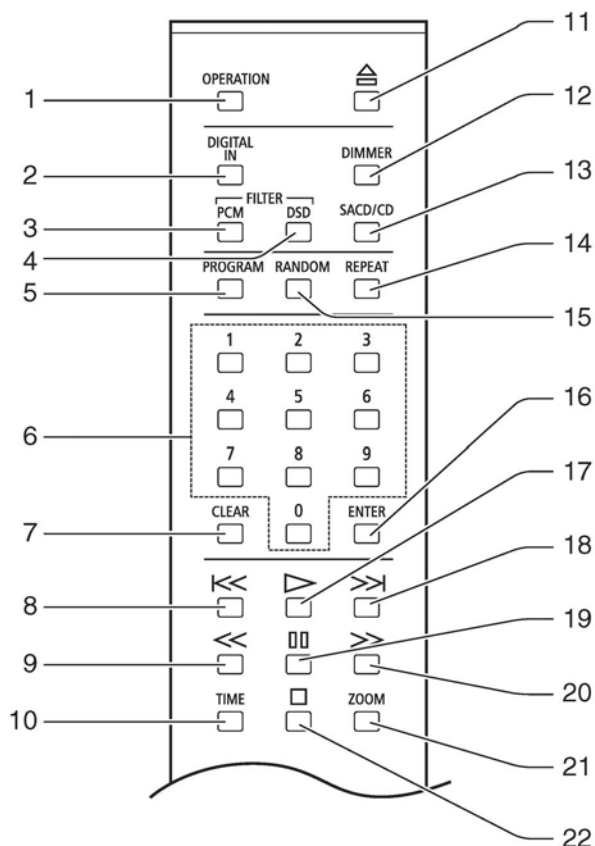 11
OPERATION
1
12
DIGITAL
IN
DIMMER
2
13
FILTER
PCM DSD SACD/CD
3
14
4
PROGRAM RANDOM REPEAT
5
15
1 2 3
4 5 6
16
6
7 8 9
17
CLEAR 0 ENTER
7
18
8
19
9
20
TIME ZOOM
10
21
22